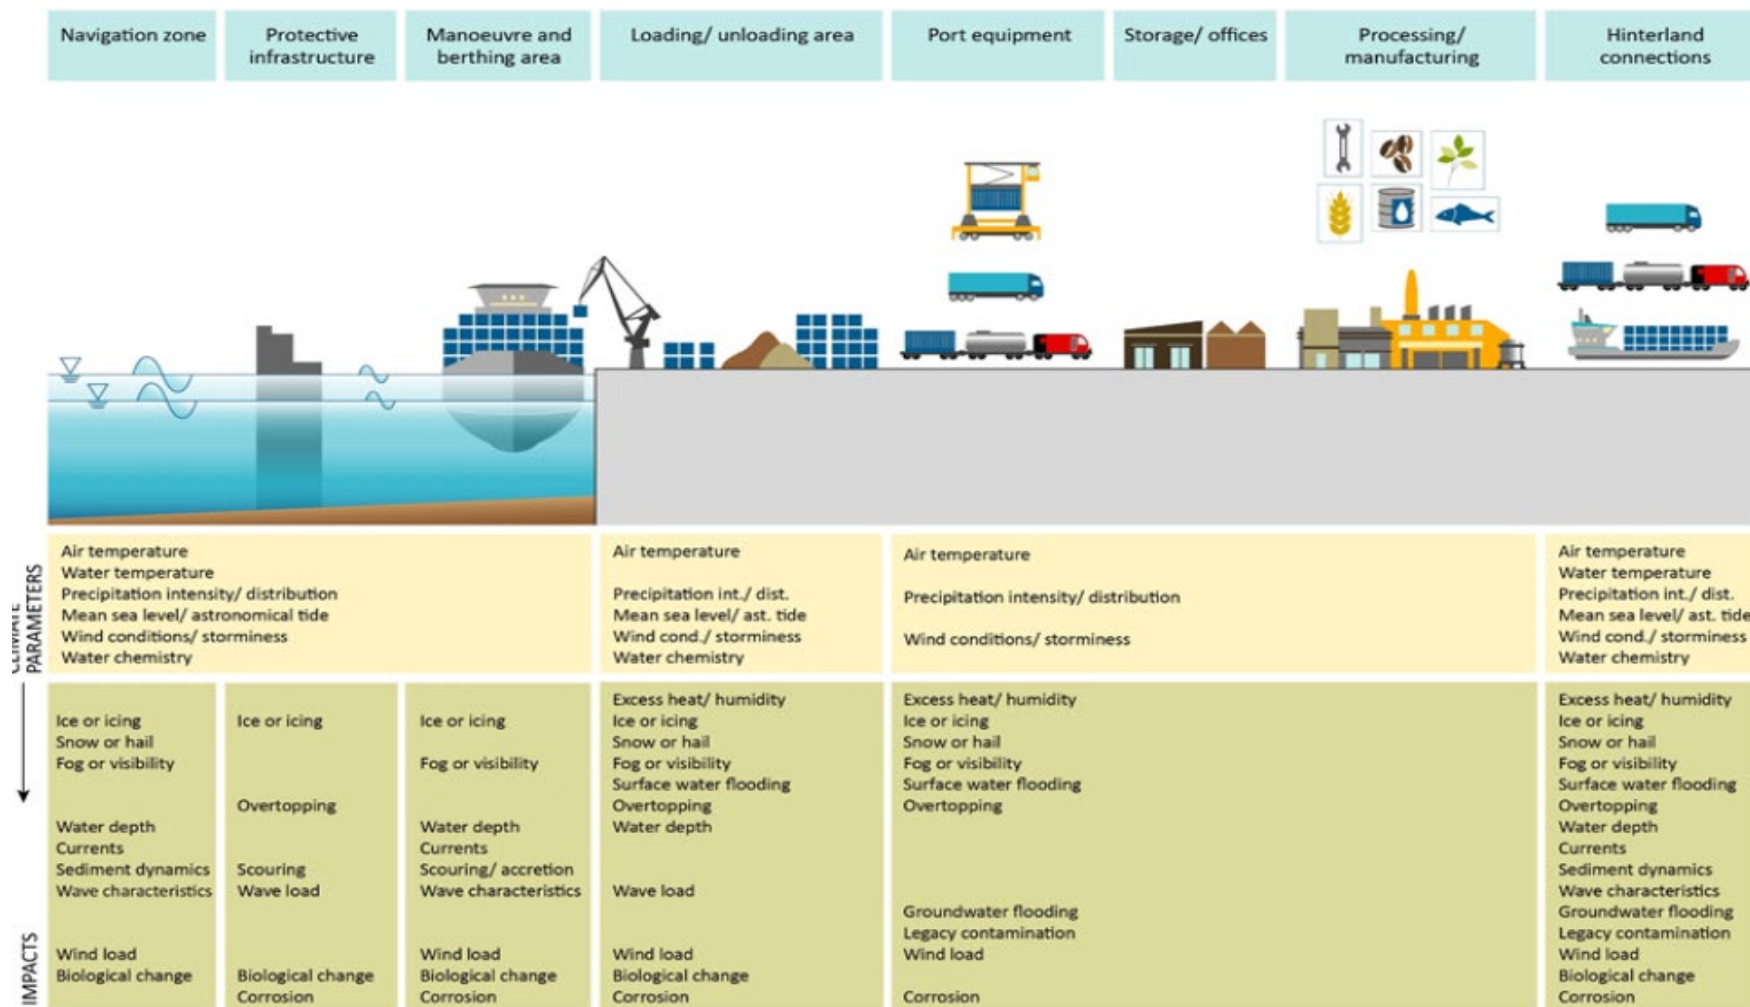 Navigation zone
Protective
infrastructure
Manoeuvre and
berthing area
Loading/ unloading area
Port equipment
Storage/ offices
Processing/
manufacturing
Hinterland
connections
PARAMETERS
Air temperature
Water temperature
Precipitation intensity/ distribution
Mean sea level/ astronomical tide
Wind conditions/ storminess
Water chemistry
Air temperature
Precipitation int./ dist.
Mean sea level/ ast. tide
Wind cond./ storminess
Water chemistry
Air temperature
Precipitation intensity/ distribution
Wind conditions/ storminess
Air temperature
Water temperature
Precipitation int./ dist.
Mean sea level/ ast. tide
Wind cond./ storminess
Water chemistry
IMPACTS
Ice or icing
Snow or hail
Fog or visibility
Water depth
Currents
Sediment dynamics
Wave characteristics
Wind load
Biological change
Ice or icing
Overtopping
Scouring
Wave load
Biological change
Corrosion
Ice or icing
Fog or visibility
Water depth
Currents
Scouring/ accretion
Wave characteristics
Wind load
Biological change
Corrosion
Excess heat/ humidity
Ice or icing
Snow or hail
Fog or visibility
Surface water flooding
Overtopping
Water depth
Wave load
Wind load
Biological change
Corrosion
Excess heat/ humidity
Ice or icing
Snow or hail
Fog or visibility
Surface water flooding
Overtopping
Groundwater flooding
Legacy contamination
Wind load
Corrosion
Excess heat/ humidity
Ice or icing
Snow or hail
Fog or visibility
Surface water flooding
Overtopping
Water depth
Currents
Sediment dynamics
Wave characteristics
Groundwater flooding
Legacy contamination
Wind load
Biological change
Corrosion